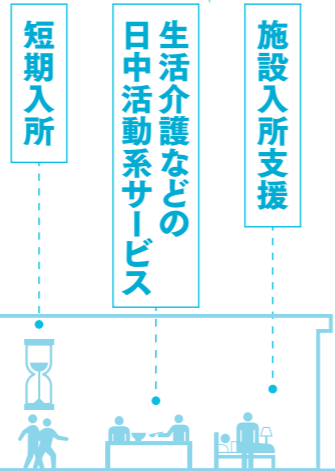 施設入所支援
生活介護などの
日中活動系サービス
短期入所